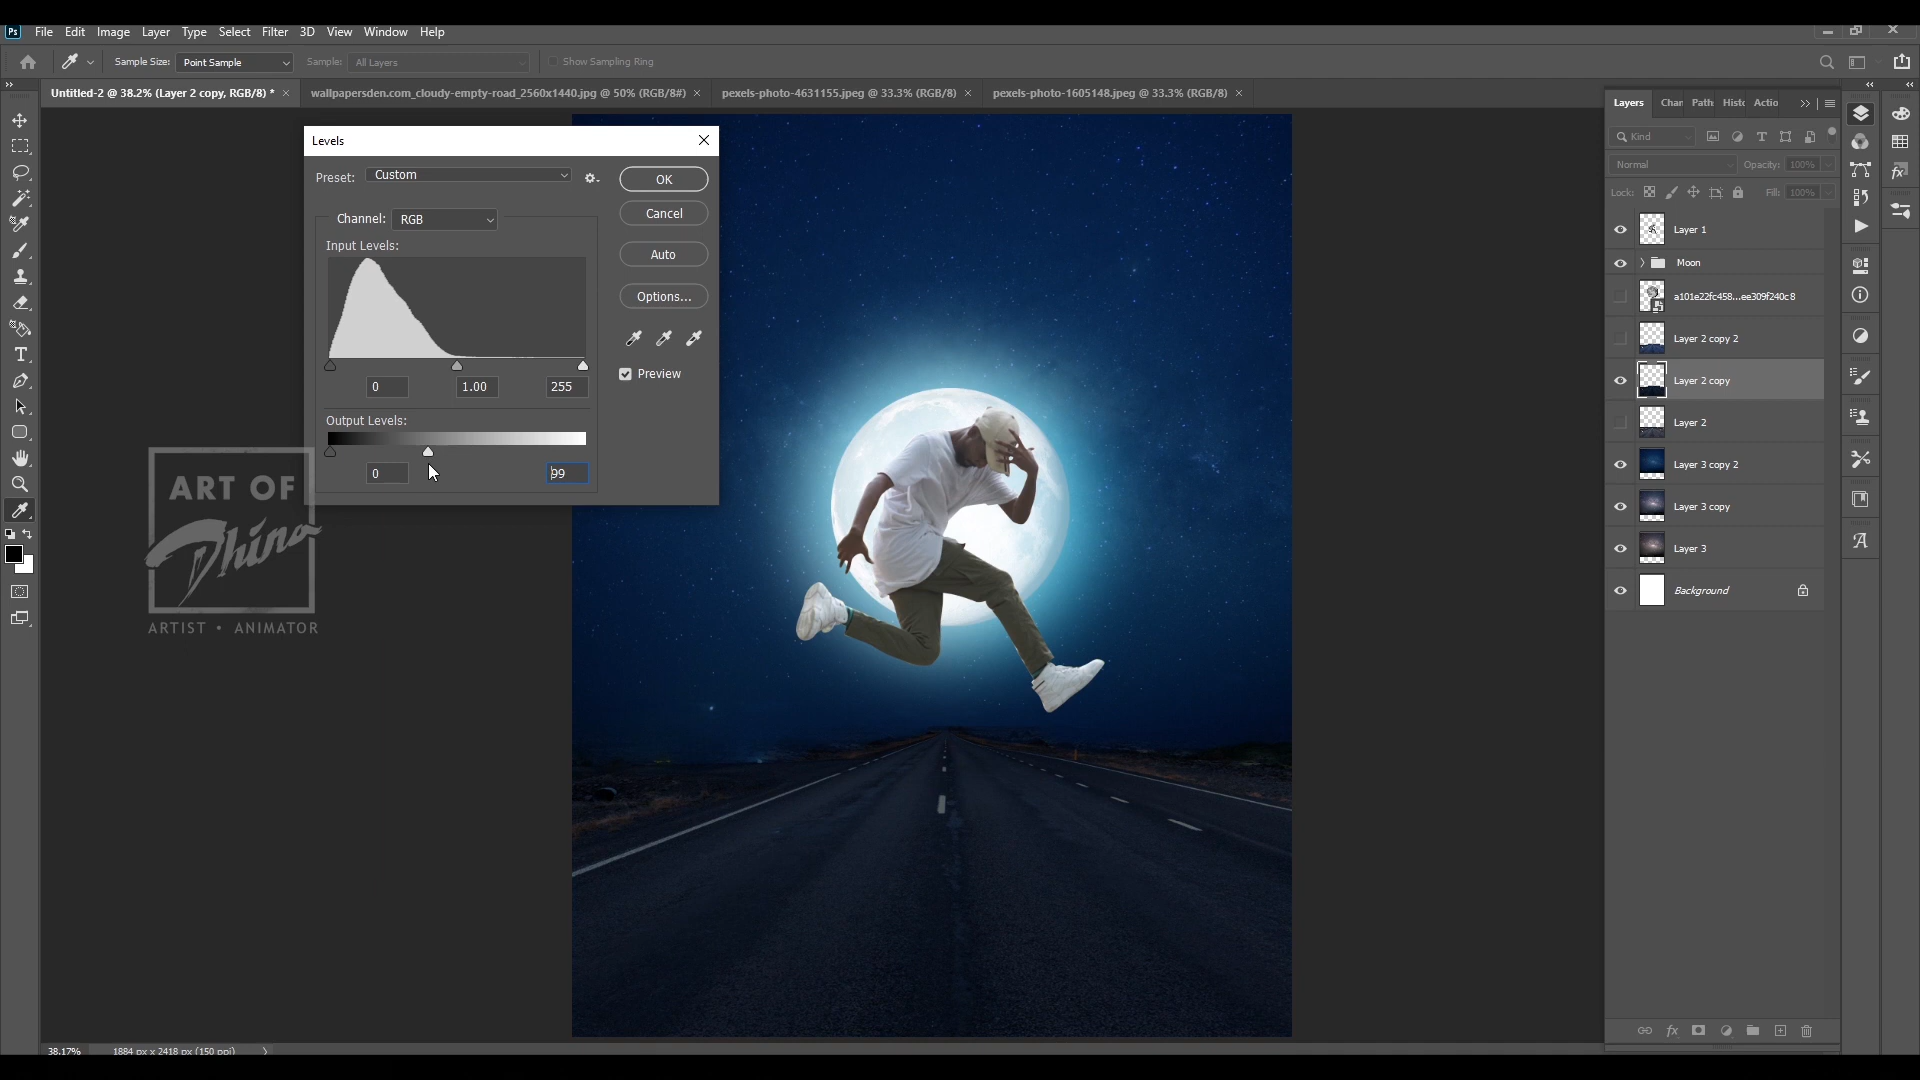 Ps File Edit Image Layer Type Select Filter 3D View Window Help
Sample Size: Point Sample Sample: All Layers Show Sampling Ring
Untitled-2 @ 38.2% (Layer 2 copy, RGB/8) * wallpapersden.com_cloudy-empty-road_2560x1440.jpg @ 50% (RGB/8#) pexels-photo-4631155.jpeg @ 33.3% (RGB/8) pexels-photo-1605148.jpeg @ 33.3% (RGB/8)
Levels
Preset: Custom
OK
Channel: RGB
Cancel
Input Levels:
Auto
Options...
Preview
0 1.00 255
Output Levels:
0 99
ART OF
Dhina
ARTIST • ANIMATOR
Layers Chan Path Histo Actio
Kind
Normal Opacity: 100%
Lock: Fill: 100%
Layer 1
Moon
a101e22fc458...ee309f240c8
Layer 2 copy 2
Layer 2 copy
Layer 2
Layer 3 copy 2
Layer 3 copy
Layer 3
Background
38.17% 1884 px x 2418 px (150 ppi)